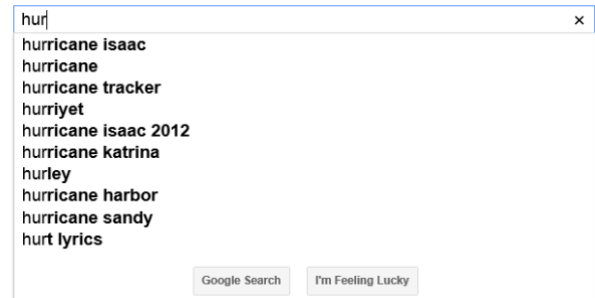 hur
hurricane isaac
hurricane
hurricane tracker
hurriyet
hurricane isaac 2012
hurricane katrina
hurley
hurricane harbor
hurricane sandy
hurt lyrics
Google Search I'm Feeling Lucky